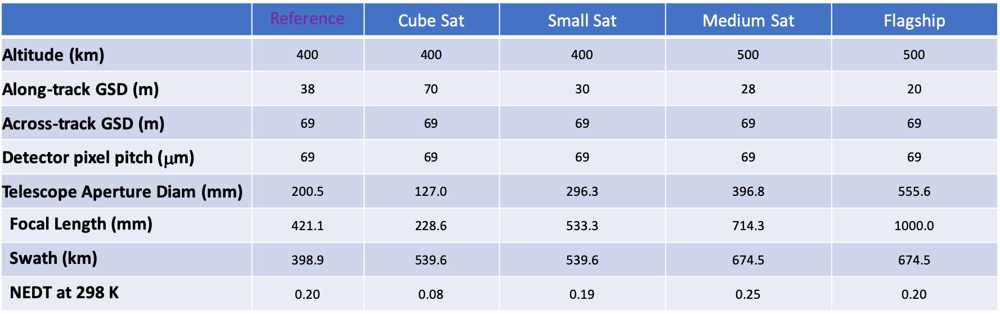 Reference Cube Sat Small Sat Medium Sat Flagship
Altitude (km) 400 400 400 500 500
Along-track GSD (m) 38 70 30 28 20
Across-track GSD (m) 69 69 69 69 69
Detector pixel pitch (μm) 69 69 69 69 69
Telescope Aperture Diam (mm) 200.5 127.0 296.3 396.8 555.6
Focal Length (mm) 421.1 228.6 533.3 714.3 1000.0
Swath (km) 398.9 539.6 539.6 674.5 674.5
NEDT at 298 K 0.20 0.08 0.19 0.25 0.20